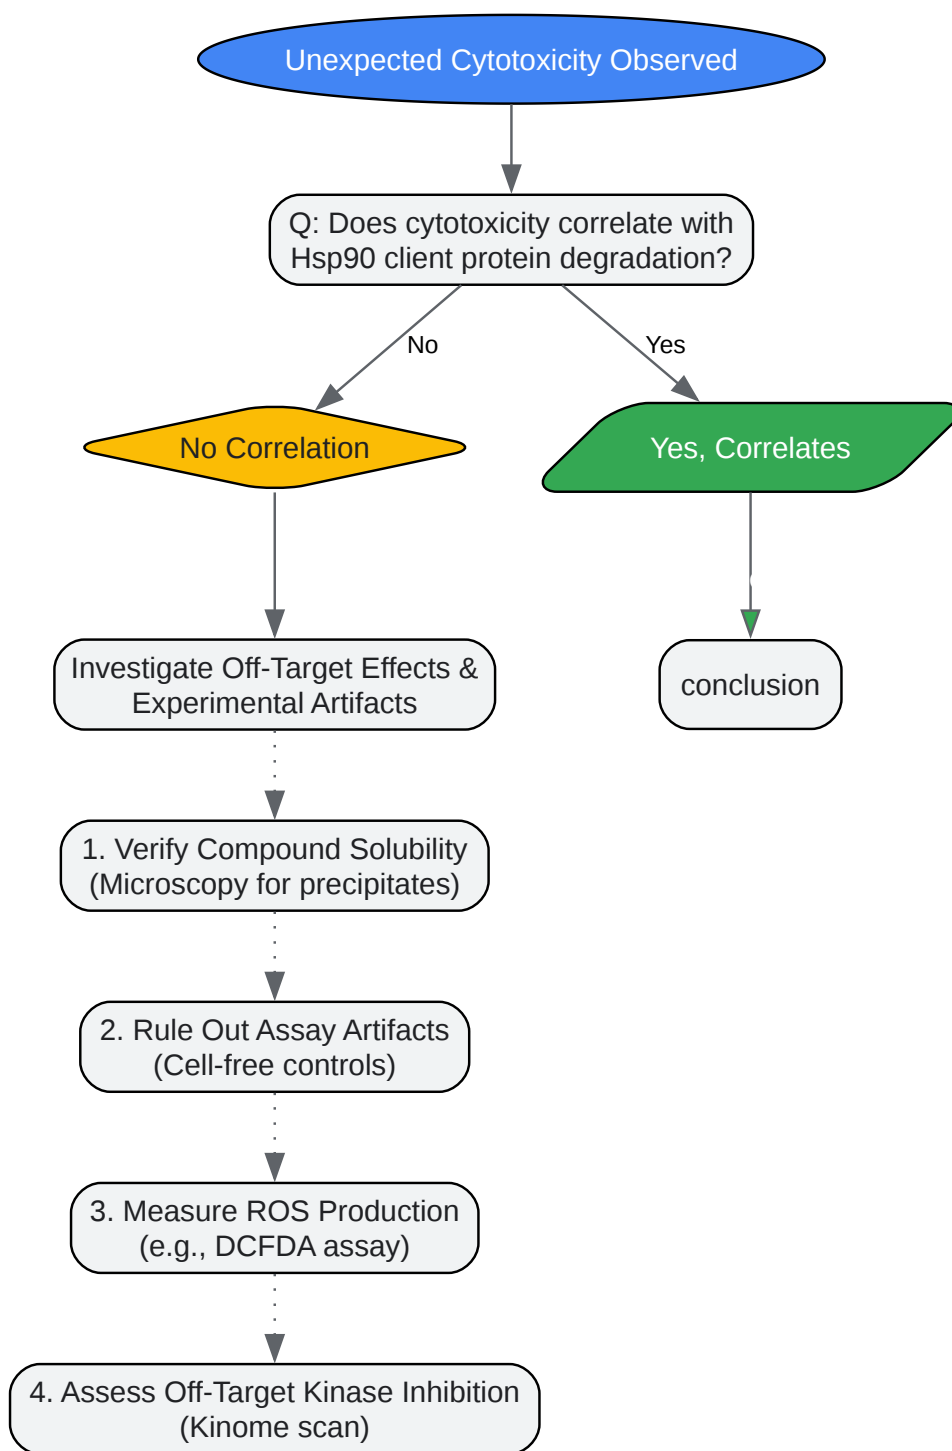 Unexpected Cytotoxicity Observed
Q: Does cytotoxicity correlate with
Hsp90 client protein degradation?
No
Yes
No Correlation
Yes, Correlates
Investigate Off-Target Effects &
Experimental Artifacts
conclusion
1. Verify Compound Solubility
(Microscopy for precipitates)
2. Rule Out Assay Artifacts
(Cell-free controls)
3. Measure ROS Production
(e.g., DCFDA assay)
4. Assess Off-Target Kinase Inhibition
(Kinome scan)